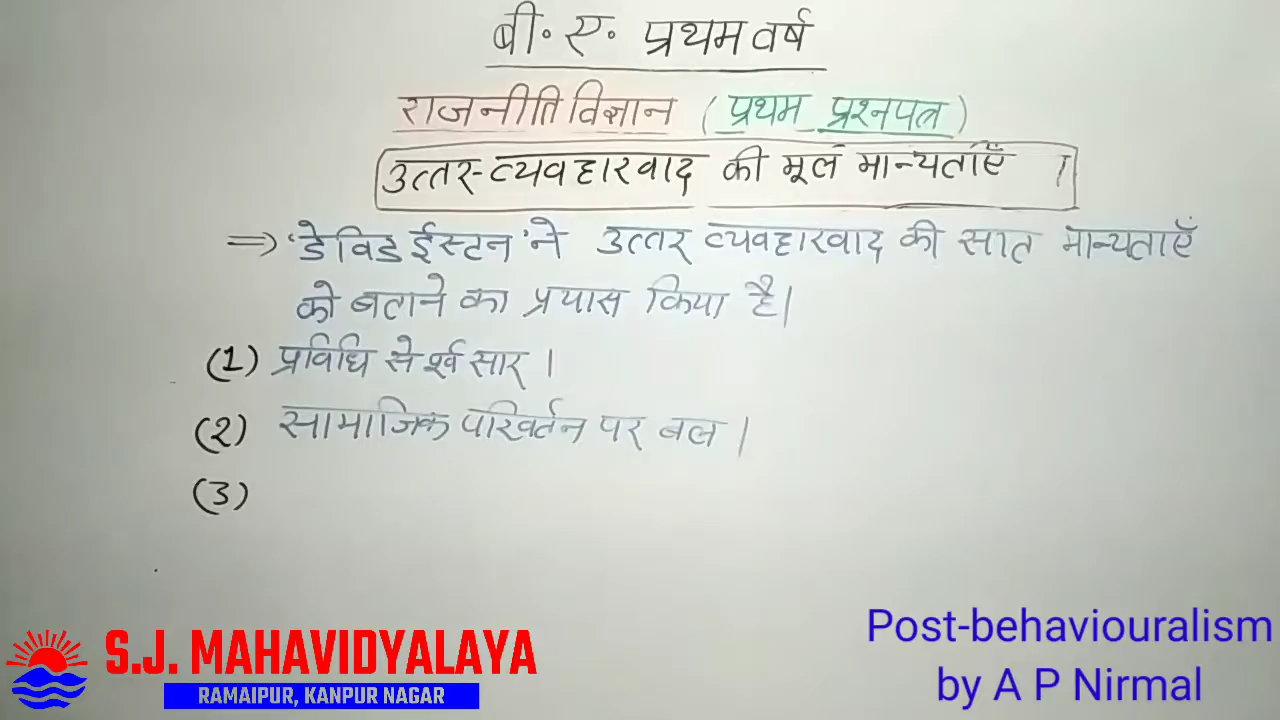 बी. ए. प्रथम वर्ष
राजनीति विज्ञान (प्रथम प्रश्नपत्र)
उत्तर-व्यवहारवाद की मूल मान्यताएँ ।
⇒ 'डेविड ईस्टन' ने उत्तर व्यवहारवाद की सात मान्यताएँ
को बताने का प्रयास किया है।
(1) प्रविधि से र्स्व सार ।
(2) सामाजिक परिवर्तन पर बल ।
(3)
S.J. MAHAVIDYALAYA
RAMAIPUR, KANPUR NAGAR
Post-behaviouralism
by A P Nirmal